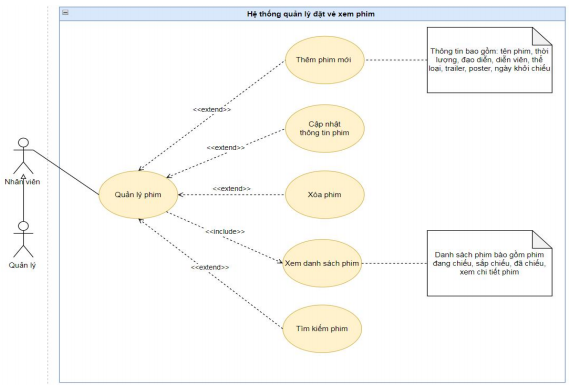 Hệ thống quản lý đặt vé xem phim
Thêm phim mới
Thông tin bao gồm: tên phim, thời
lượng, đạo diễn, diễn viên, thể
loại, trailer, poster, ngày khởi chiếu
<<extend>>
Cập nhật
thông tin phim
<<extend>>
Nhân viên
Quản lý phim
<<extend>>
Xóa phim
<<include>>
Quản lý
Xem danh sách phim
Danh sách phim bào gồm phim
đang chiếu, sắp chiếu, đã chiếu,
xem chi tiết phim
<<extend>>
Tìm kiếm phim